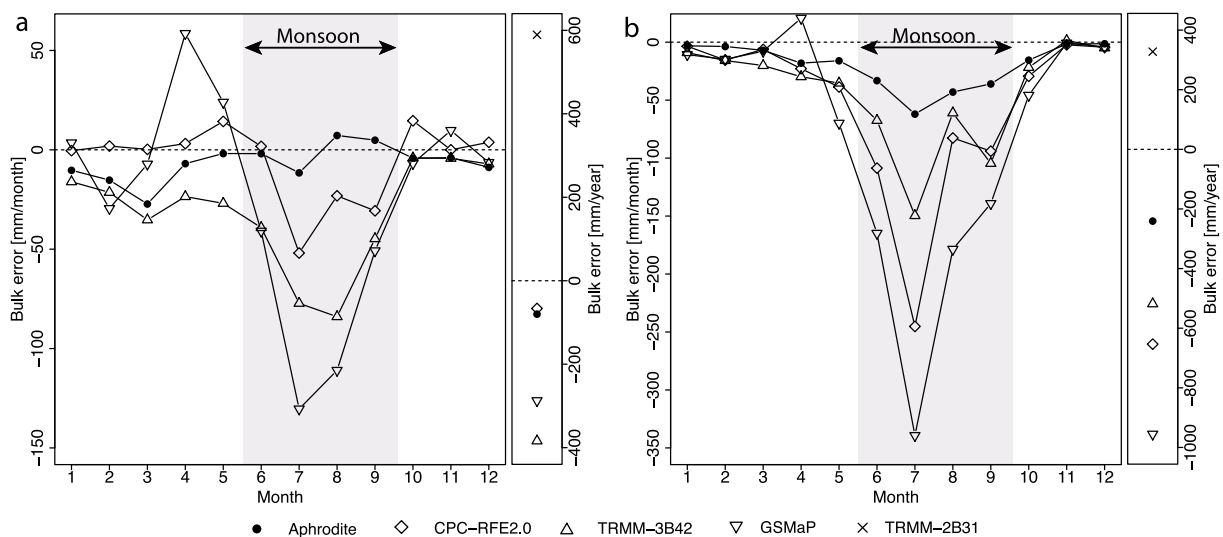 a
Monsoon
Bulk error [mm/month]
50
0
−50
−100
−150
1 2 3 4 5 6 7 8 9 10 11 12
Month
600
400
200
0
−200
−400
Bulk error [mm/year]
b
Monsoon
Bulk error [mm/month]
0
−50
−100
−150
−200
−250
−300
−350
1 2 3 4 5 6 7 8 9 10 11 12
Month
400
200
0
−200
−400
−600
−800
−1000
Bulk error [mm/year]
Aphrodite CPC−RFE2.0 TRMM−3B42 GSMaP TRMM−2B31